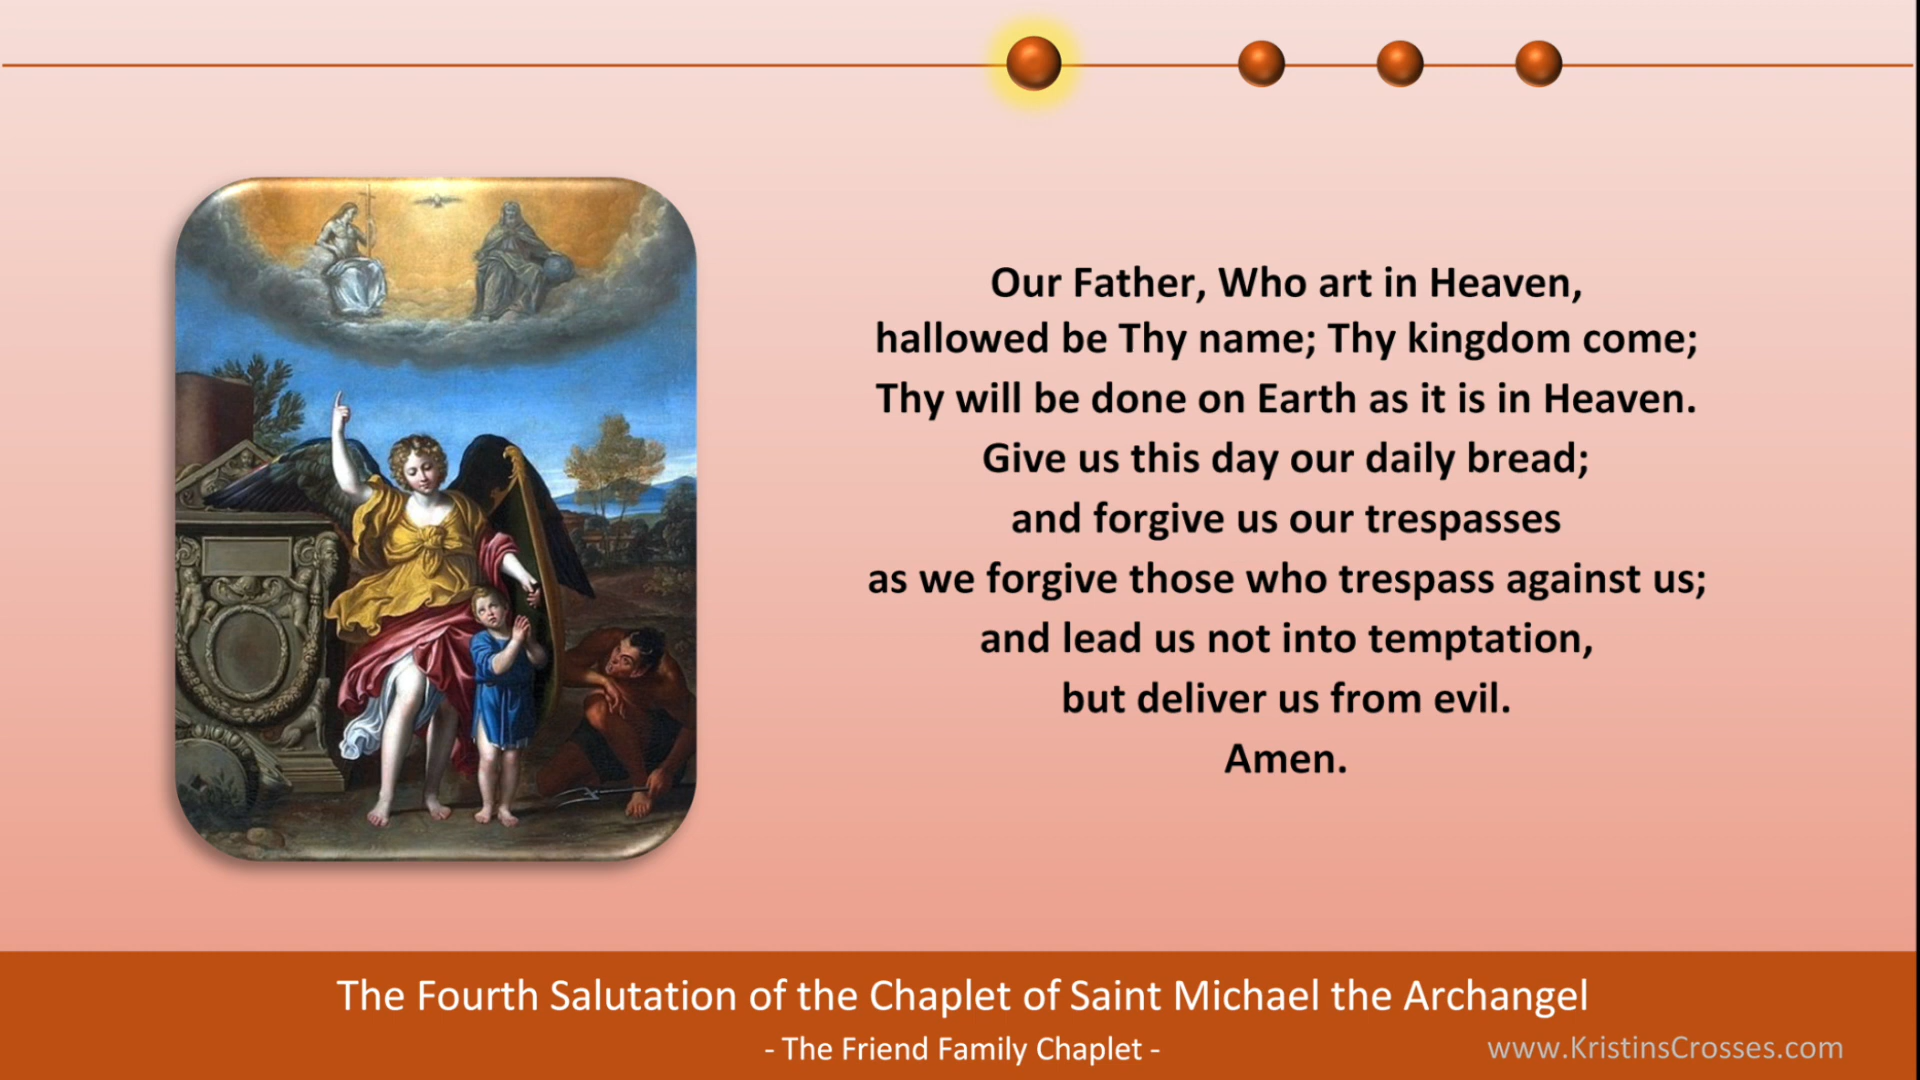 Our Father, Who art in Heaven,
hallowed be Thy name; Thy kingdom come;
Thy will be done on Earth as it is in Heaven.
Give us this day our daily bread;
and forgive us our trespasses
as we forgive those who trespass against us;
and lead us not into temptation,
but deliver us from evil.
Amen.
The Fourth Salutation of the Chaplet of Saint Michael the Archangel
- The Friend Family Chaplet -
www.KristinsCrosses.com